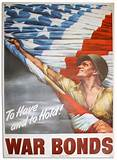 To Have
and to Hold!
WAR BONDS